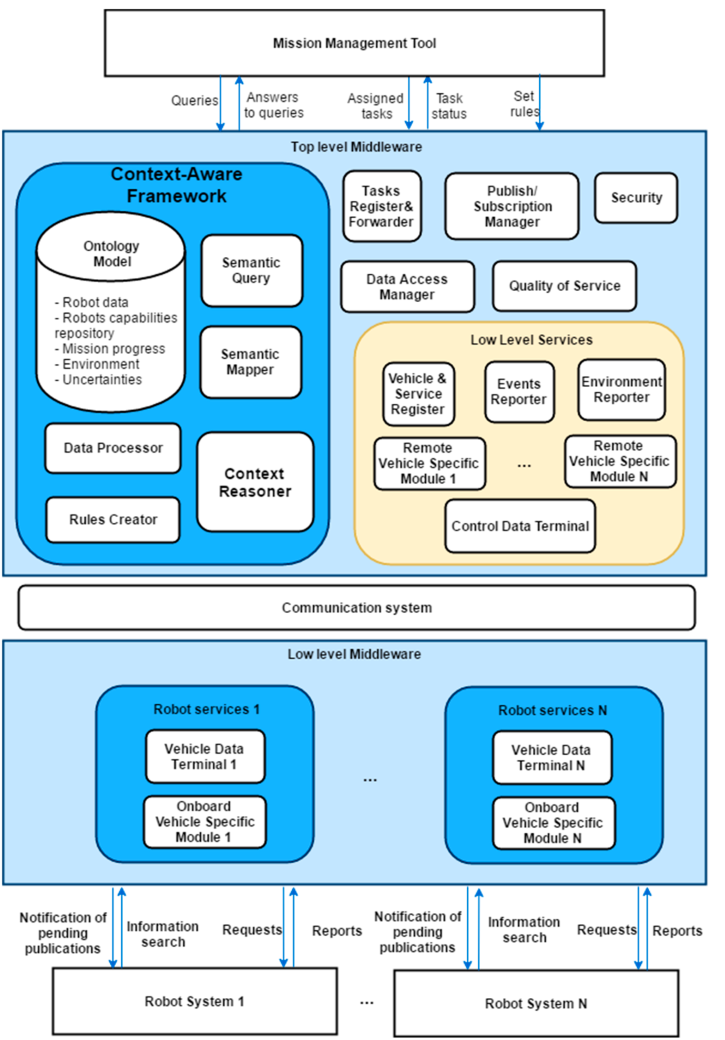 Mission Management Tool
Queries
Answers
to queries
Assigned
tasks
Task
status
Set
rules
Top level Middleware
Context-Aware
Framework
Ontology
Model
- Robot data
- Robots capabilities
repository
- Mission progress
- Environment
- Uncertainties
Semantic
Query
Semantic
Mapper
Data Processor
Rules Creator
Context
Reasoner
Tasks
Register&
Forwarder
Publish/
Subscription
Manager
Security
Data Access
Manager
Quality of Service
Low Level Services
Vehicle &
Service
Register
Events
Reporter
Environment
Reporter
Remote
Vehicle Specific
Module 1
...
Remote
Vehicle Specific
Module N
Control Data Terminal
Communication system
Low level Middleware
Robot services 1
Vehicle Data
Terminal 1
Onboard
Vehicle Specific
Module 1
...
Robot services N
Vehicle Data
Terminal N
Onboard
Vehicle Specific
Module N
Notification of
pending
publications
Information
search
Requests
Reports
Notification of
pending
publications
Information
search
Requests
Reports
Robot System 1
...
Robot System N